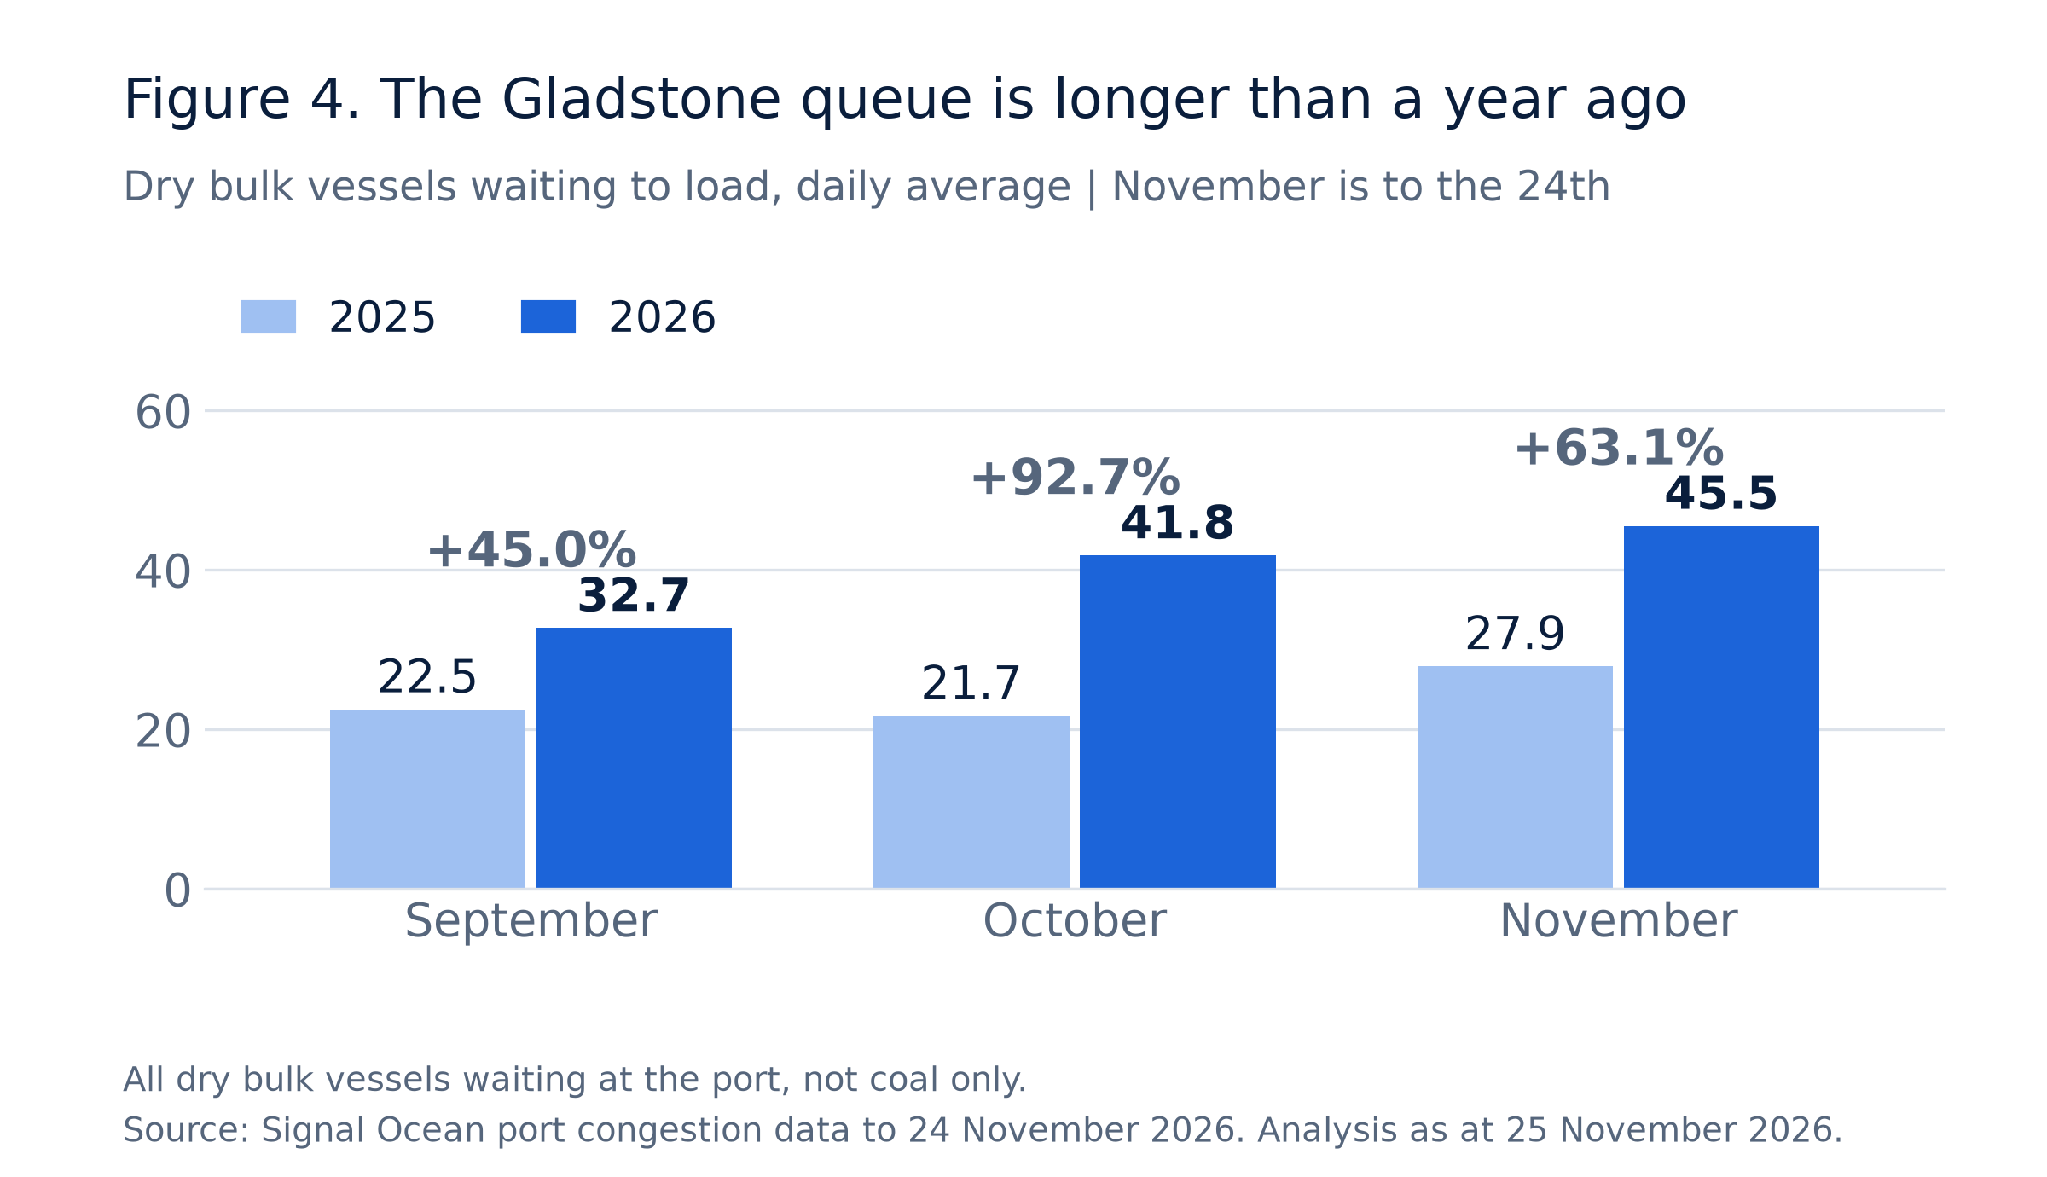 Figure 4. The Gladstone queue is longer than a year ago
Dry bulk vessels waiting to load, daily average | November is to the 24th
2025 2026
60
+63.1%
+92.7%
45.5
41.8
+45.0%
40
32.7
27.9
22.5
21.7
20
0
September October November
All dry bulk vessels waiting at the port, not coal only.
Source: Signal Ocean port congestion data to 24 November 2026. Analysis as at 25 November 2026.